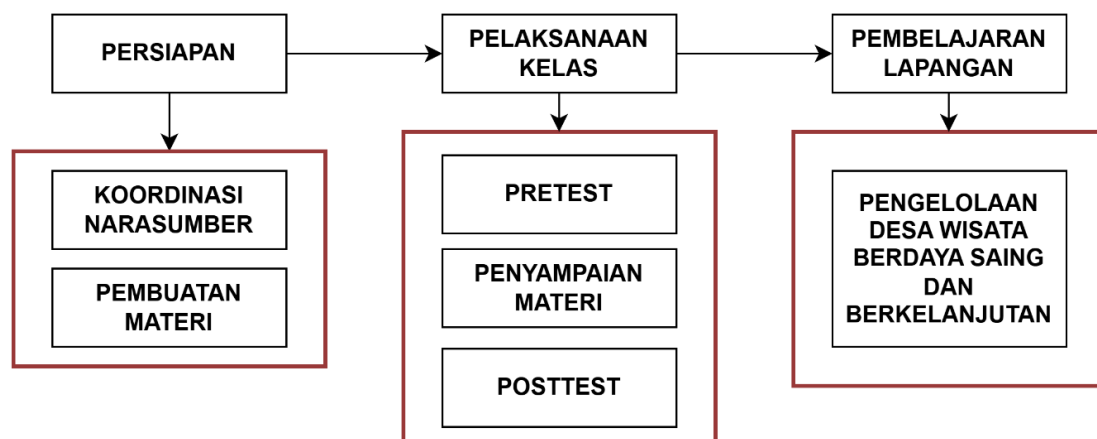 PERSIAPAN
PELAKSANAAN
KELAS
PEMBELAJARAN
LAPANGAN
KOORDINASI
NARASUMBER
PEMBUATAN
MATERI
PRETEST
PENYAMPAIAN
MATERI
POSTTEST
PENGELOLAAN
DESA WISATA
BERDAYA SAING
DAN
BERKELANJUTAN